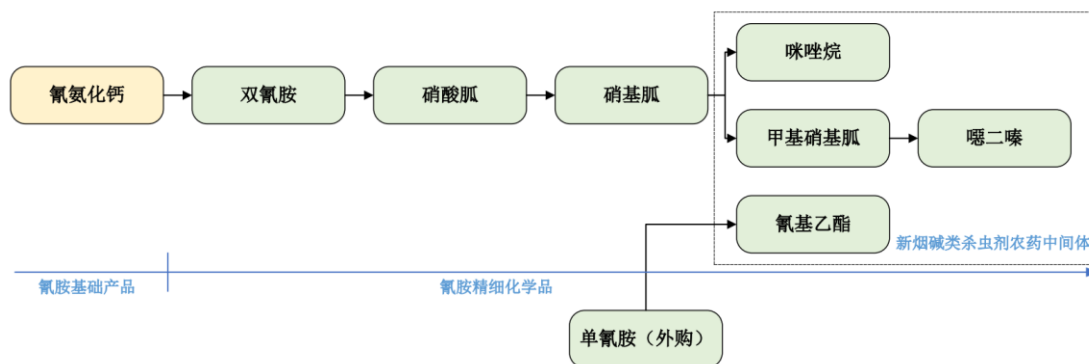 咪唑烷
氰氨化钙
双氰胺
硝酸胍
硝基胍
甲基硝基胍
噁二嗪
氰基乙酯
新烟碱类杀虫剂农药中间体
氰胺基础产品
氰胺精细化学品
单氰胺（外购）